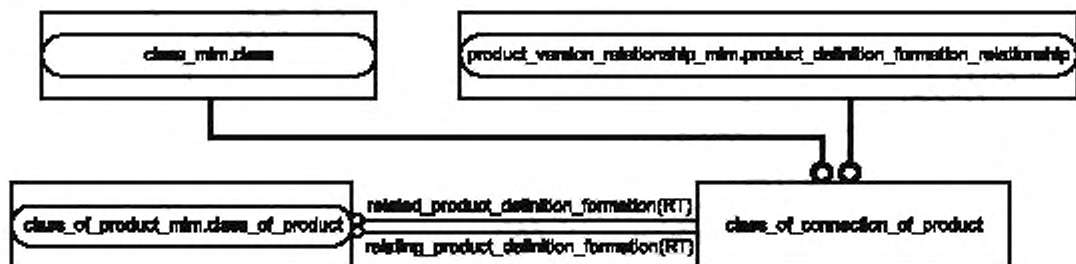 class_mim.class
product_version_relationship_mim.product_definition_formation_relationship
related_product_definition_formation(RT)
class_of_product_mim.class_of_product
class_of_connection_of_product
relating_product_definition_formation(RT)